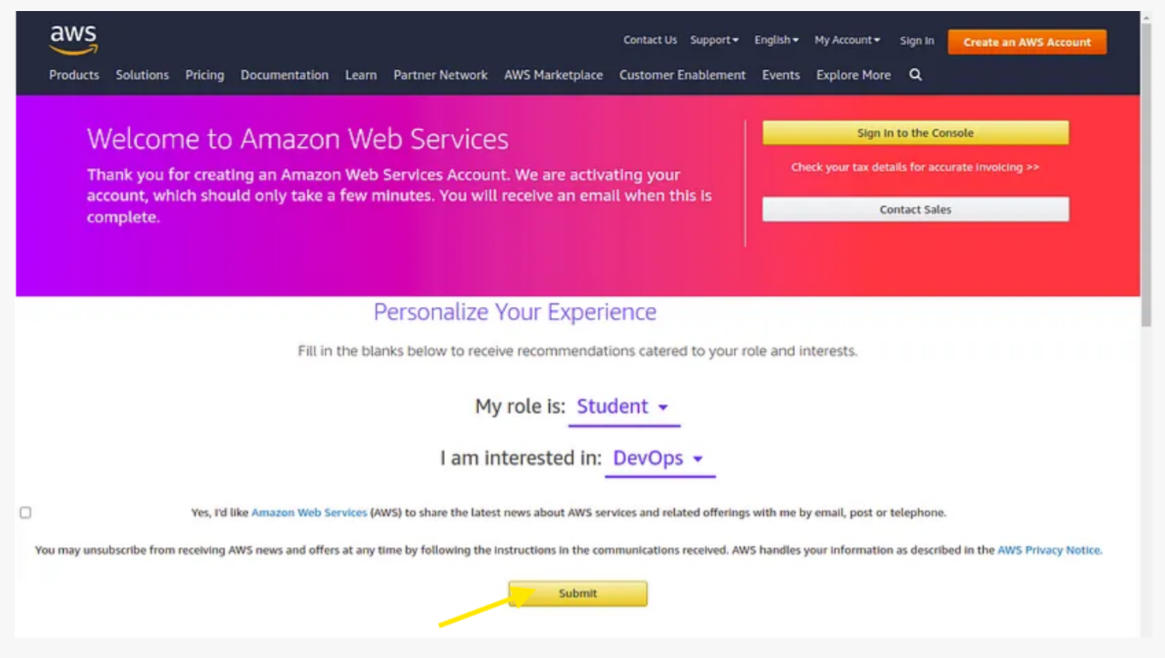 aws
Contact Us Support English My Account Sign In Create an AWS Account
Products Solutions Pricing Documentation Learn Partner Network AWS Marketplace Customer Enablement Events Explore More
Welcome to Amazon Web Services
Thank you for creating an Amazon Web Services Account. We are activating your
account, which should only take a few minutes. You will receive an email when this is
complete.
Sign In to the Console
Check your tax details for accurate invoicing >>
Contact Sales
Personalize Your Experience
Fill in the blanks below to receive recommendations catered to your role and interests.
My role is: Student
I am interested in: DevOps
Yes, I'd like Amazon Web Services (AWS) to share the latest news about AWS services and related offerings with me by email, post or telephone.
You may unsubscribe from receiving AWS news and offers at any time by following the instructions in the communications received. AWS handles your information as described in the AWS Privacy Notice.
Submit